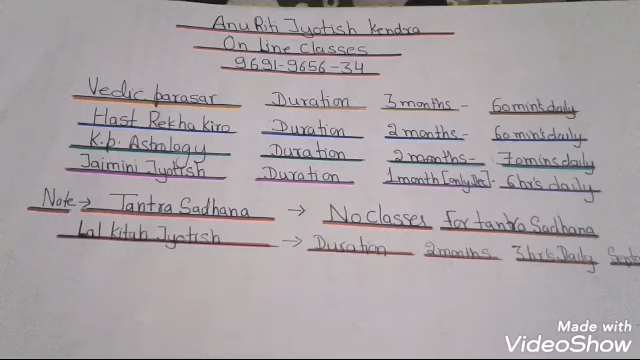 AnuRiti Jyotish Kendra
On Line Classes
9691-9656-34
Vedic parasar Duration 3 months - 60 mint daily
Hast Rekha kiro Duration 2 months - 60 mint daily
K.p. Astrology Duration 2 months - 70 mins daily
Jaimini Jyotish Duration 1 month [only Dec]. 6 hrs daily
Note → Tantra Sadhana → No classes for tantra Sadhana
Lal Kitab Jyotish → Duration 2 months 3 hrs. Daily
Made with
VideoShow